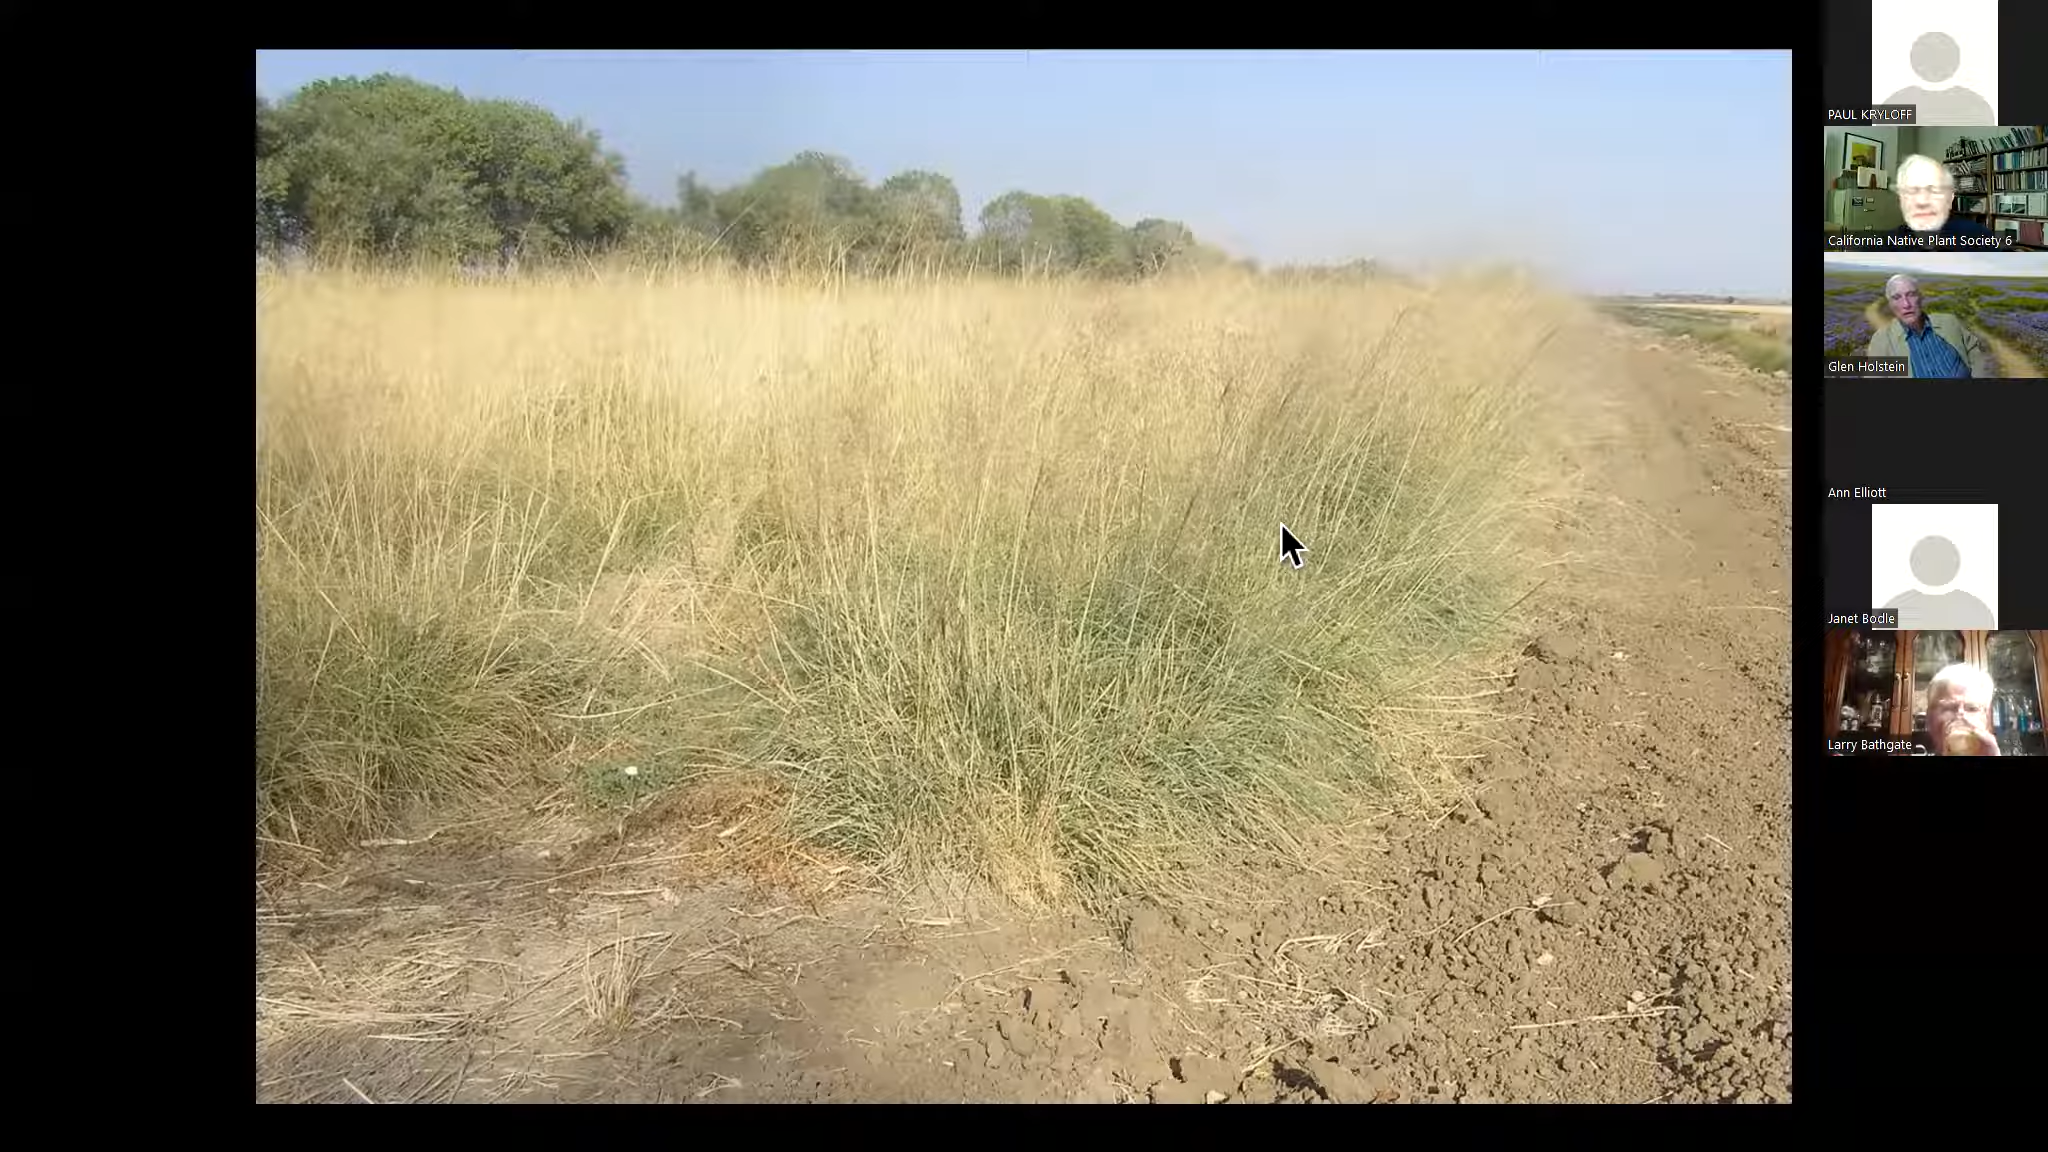 PAUL KRYLOFF
California Native Plant Society 6
Glen Holstein
Ann Elliott
Janet Bodle
Larry Bathgate